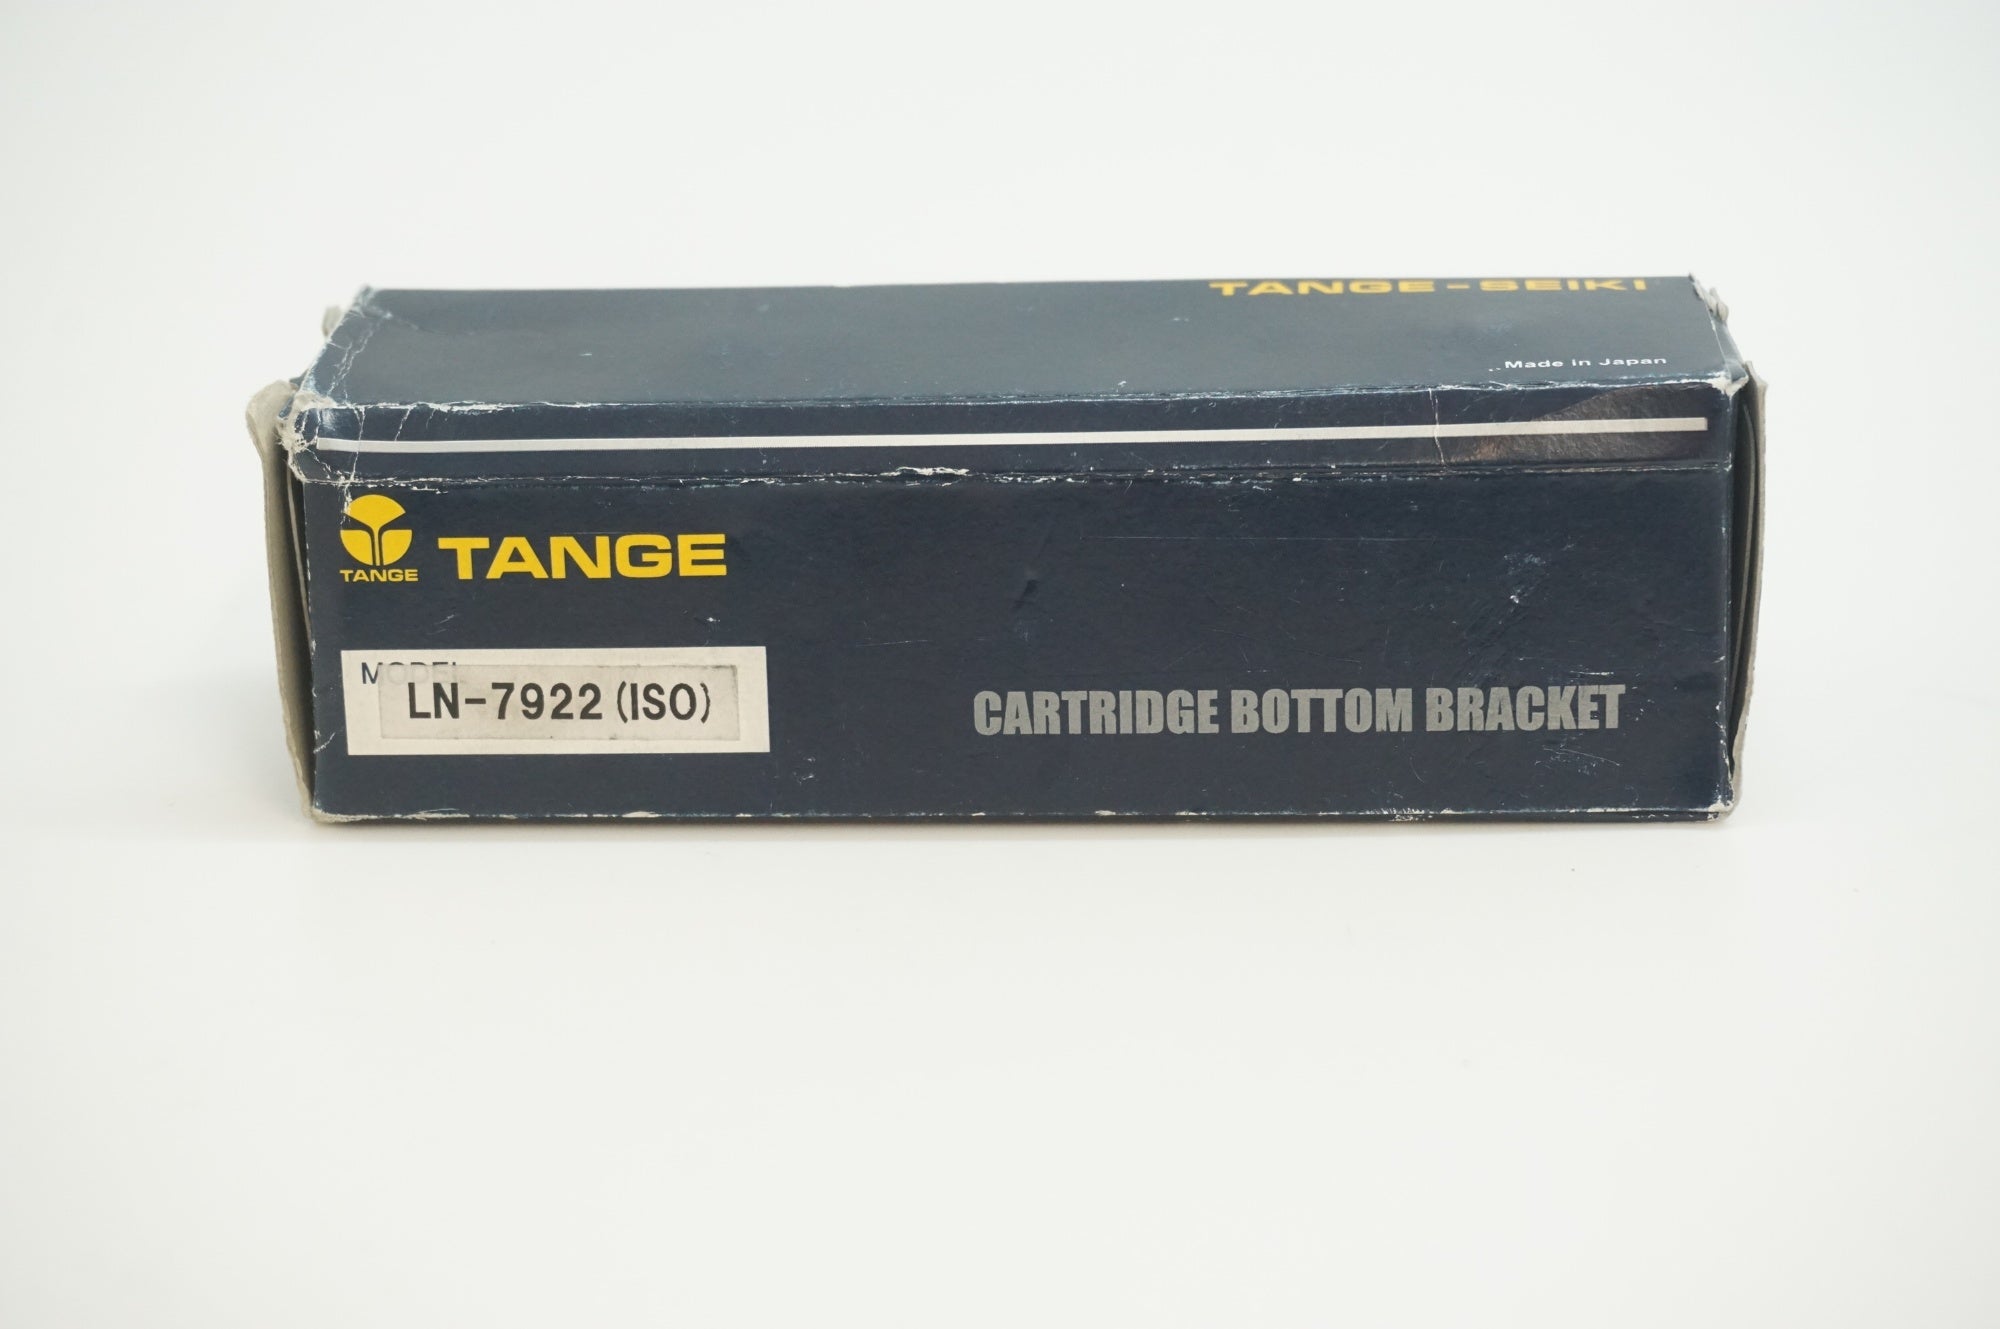 TANGE-SEIKI
Made in Japan
TANGE
TANGE
MODEL
LN-7922(ISO)
CARTRIDGE BOTTOM BRACKET